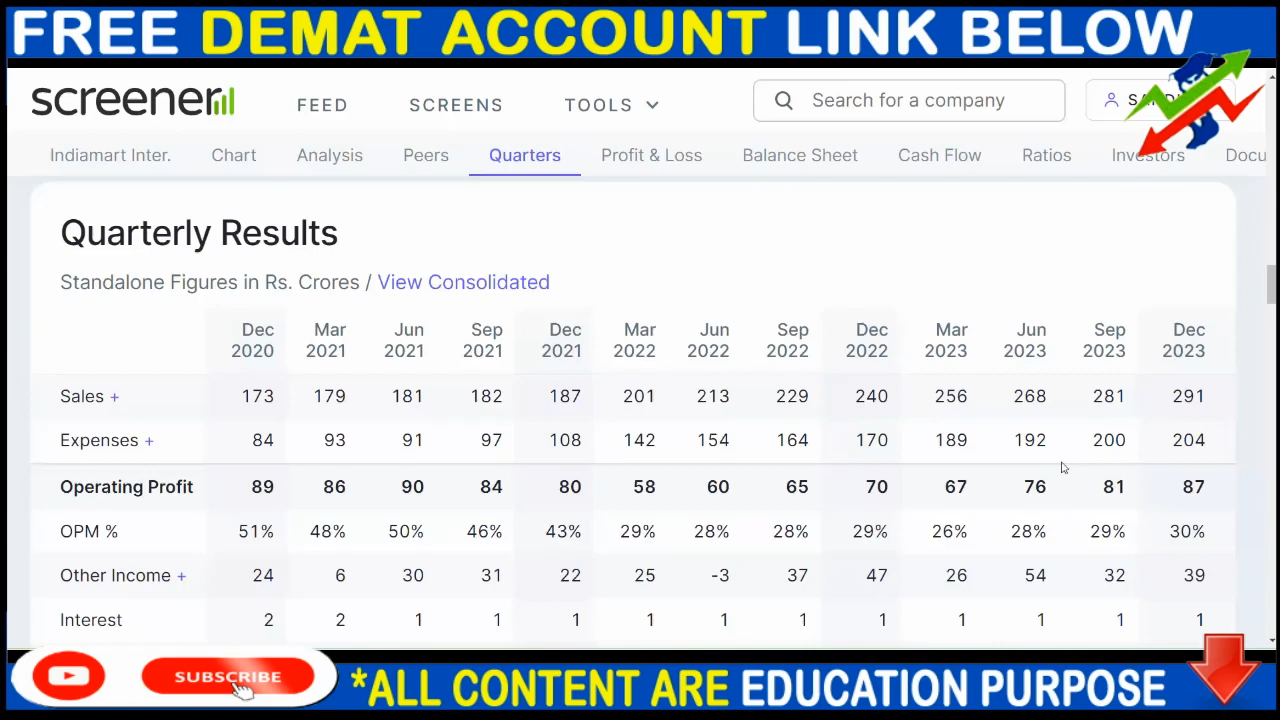 FREE DEMAT ACCOUNT LINK BELOW
screener
FEED SCREENS TOOLS Search for a company
Indiamart Inter. Chart Analysis Peers Quarters Profit & Loss Balance Sheet Cash Flow Ratios Investors Docu
Quarterly Results
Standalone Figures in Rs. Crores / View Consolidated
Dec 2020 Mar 2021 Jun 2021 Sep 2021 Dec 2021 Mar 2022 Jun 2022 Sep 2022 Dec 2022 Mar 2023 Jun 2023 Sep 2023 Dec 2023
Sales + 173 179 181 182 187 201 213 229 240 256 268 281 291
Expenses + 84 93 91 97 108 142 154 164 170 189 192 200 204
Operating Profit 89 86 90 84 80 58 60 65 70 67 76 81 87
OPM % 51% 48% 50% 46% 43% 29% 28% 28% 29% 26% 28% 29% 30%
Other Income + 24 6 30 31 22 25 -3 37 47 26 54 32 39
Interest 2 2 1 1 1 1 1 1 1 1 1 1 1
SUBSCRIBE
*ALL CONTENT ARE EDUCATION PURPOSE